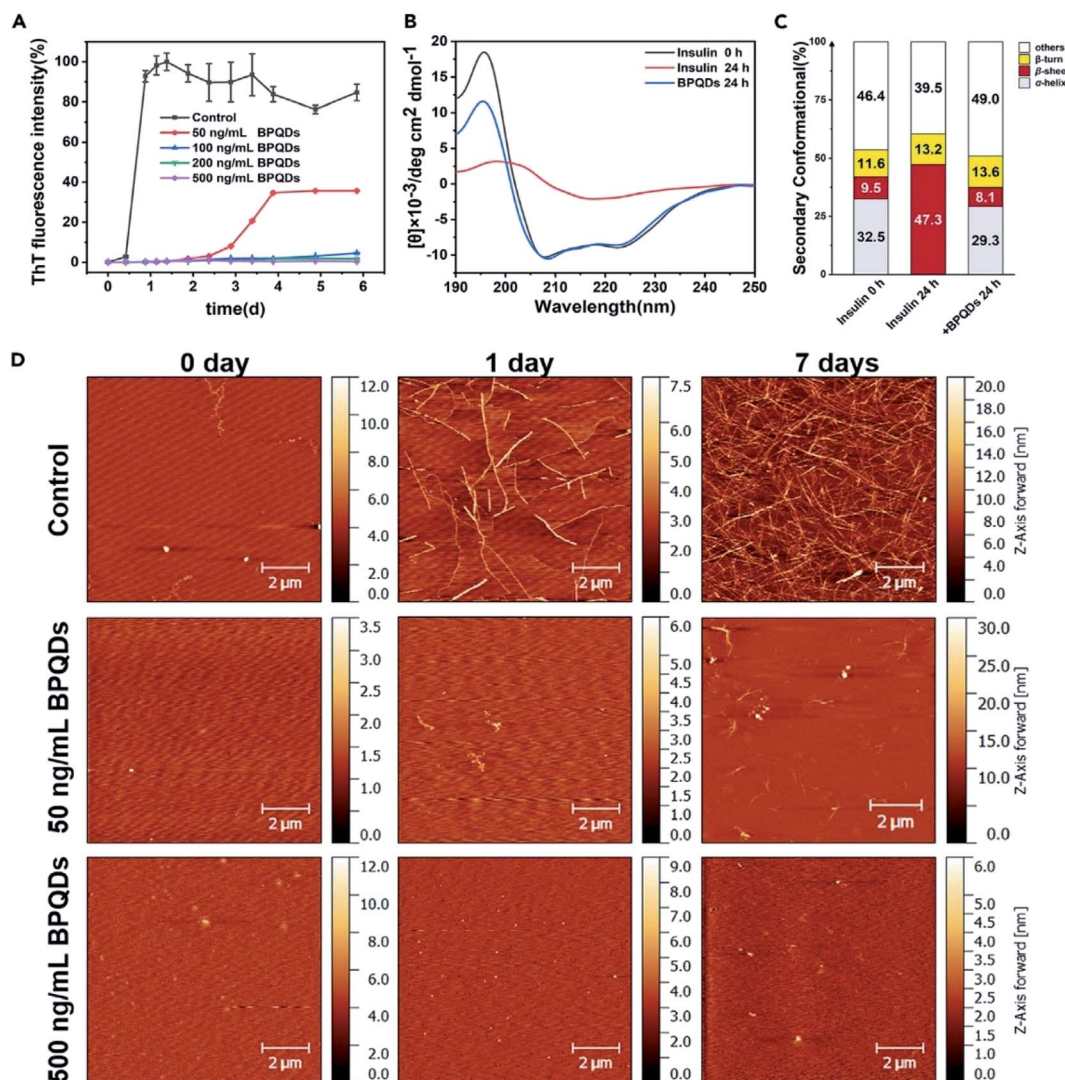 A
ThT fluorescence intensity(%)
100
80
60
40
20
0
Control
50 ng/mL BPQDs
100 ng/mL BPQDs
200 ng/mL BPQDs
500 ng/mL BPQDs
0 1 2 3 4 5 6
time(d)
B
[θ]×10-3/deg cm2 dmol-1
20
15
10
5
0
-5
-10
Insulin 0 h
Insulin 24 h
BPQDs 24 h
190 200 210 220 230 240 250
Wavelength(nm)
C
Secondary Conformational(%)
100
75
50
25
0
46.4
11.6
9.5
32.5
39.5
13.2
47.3
49.0
13.6
8.1
29.3
others
β-turn
β-shee
α-helix
Insulin 0 h
Insulin 24 h
+BPQDs 24 h
D
0 day 1 day 7 days
Control
2 μm
12.0
10.0
8.0
6.0
4.0
2.0
0.0
2 μm
7.5
6.0
5.0
4.0
3.0
2.0
0.0
2 μm
20.0
18.0
16.0
14.0
12.0
10.0
8.0
6.0
4.0
0.0
Z-Axis forward [nm]
50 ng/mL BPQDs
2 μm
3.5
3.0
2.5
2.0
1.5
1.0
0.0
2 μm
6.0
5.0
4.5
4.0
3.5
3.0
2.5
2.0
1.5
0.0
2 μm
30.0
25.0
20.0
15.0
10.0
0.0
Z-Axis forward [nm]
500 ng/mL BPQDs
2 μm
12.0
10.0
8.0
6.0
4.0
2.0
0.0
2 μm
9.0
8.0
7.0
6.0
5.0
4.0
3.0
2.0
0.0
2 μm
6.0
5.0
4.5
4.0
3.5
3.0
2.5
2.0
1.5
1.0
0.0
Z-Axis forward [nm]